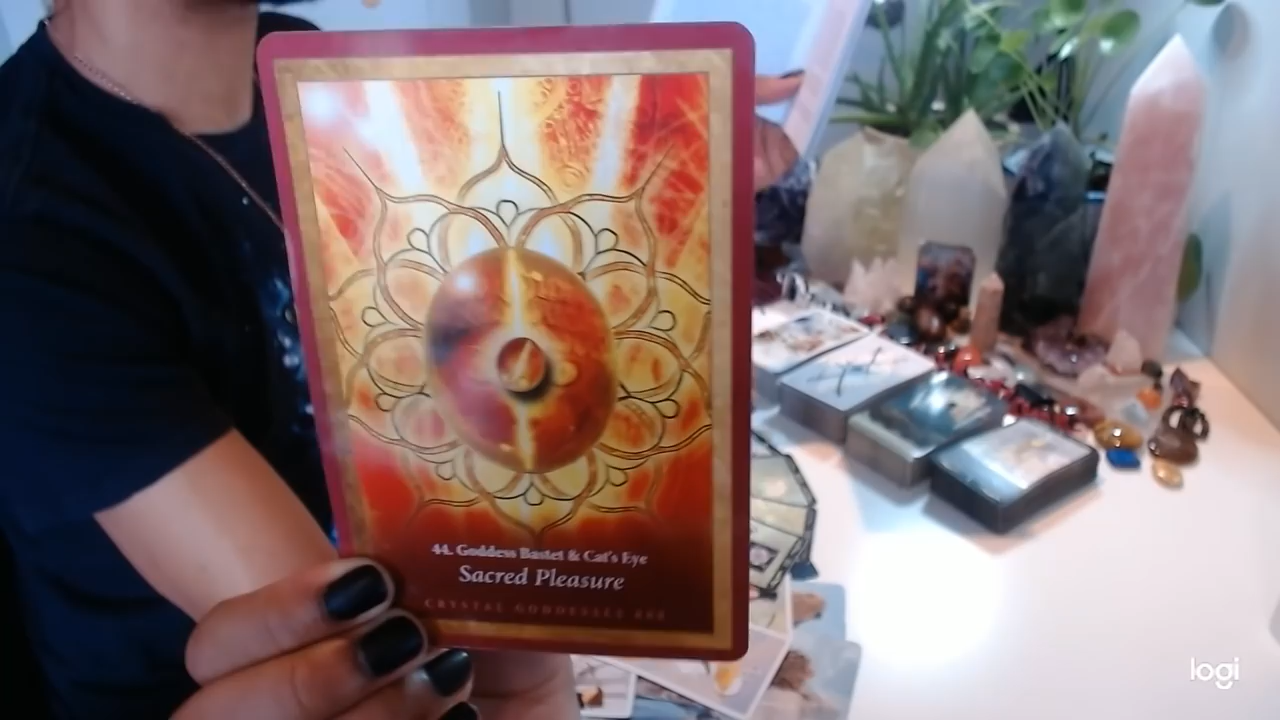 44. Goddess Bastet & Cat's Eye
Sacred Pleasure
CRYSTAL GODDESSES 888
logi